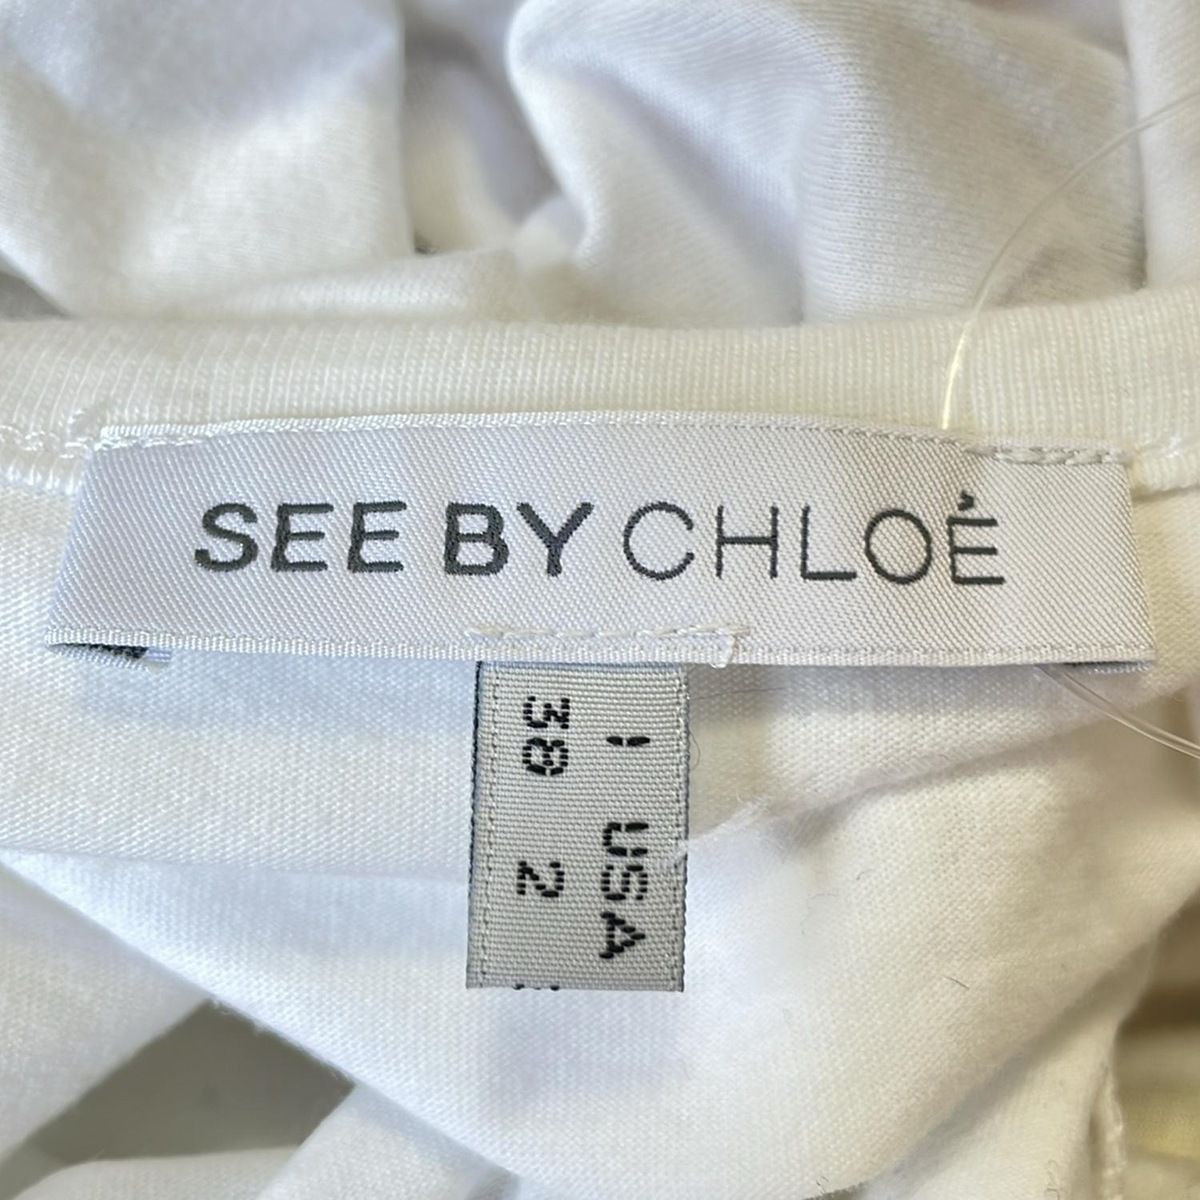 SEE BY CHLOÉ
I USA
38 2